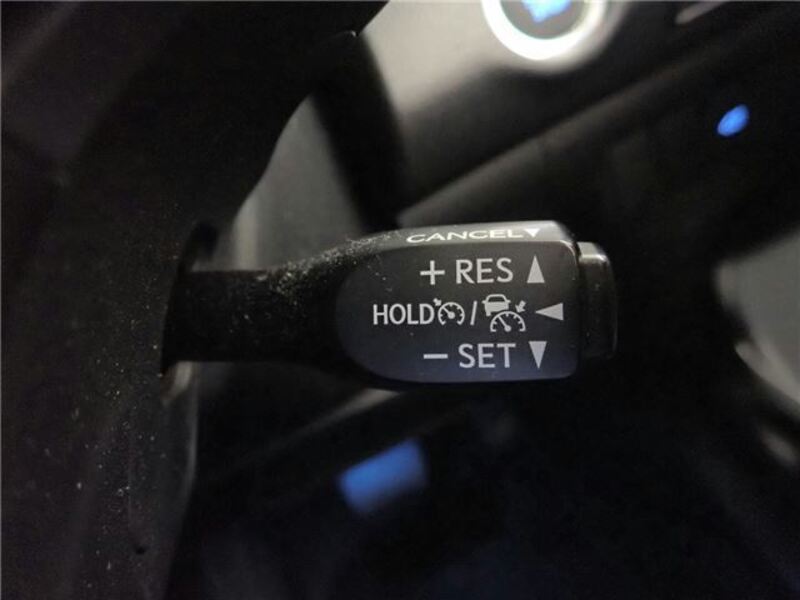 CANCEL▼
+ RES ▲
HOLD / ◄
− SET ▼